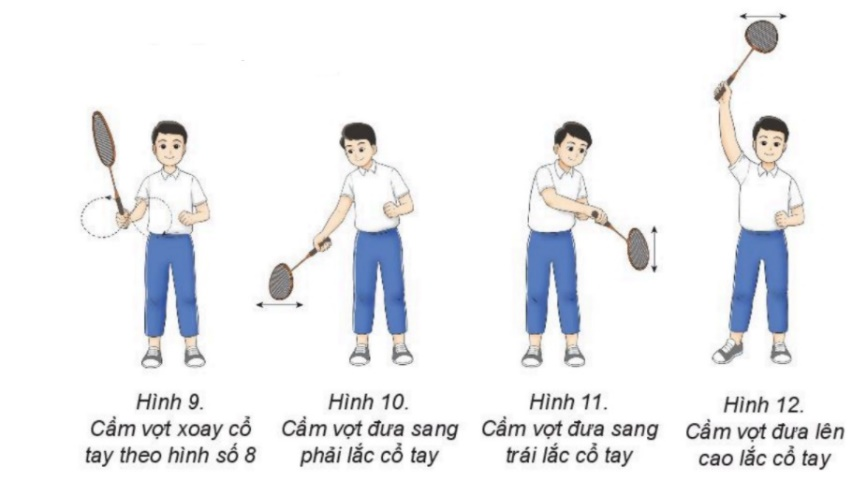 Hình 9.
Cầm vợt xoay cổ
tay theo hình số 8
Hình 10.
Cầm vợt đưa sang
phải lắc cổ tay
Hình 11.
Cầm vợt đưa sang
trái lắc cổ tay
Hình 12.
Cầm vợt đưa lên
cao lắc cổ tay